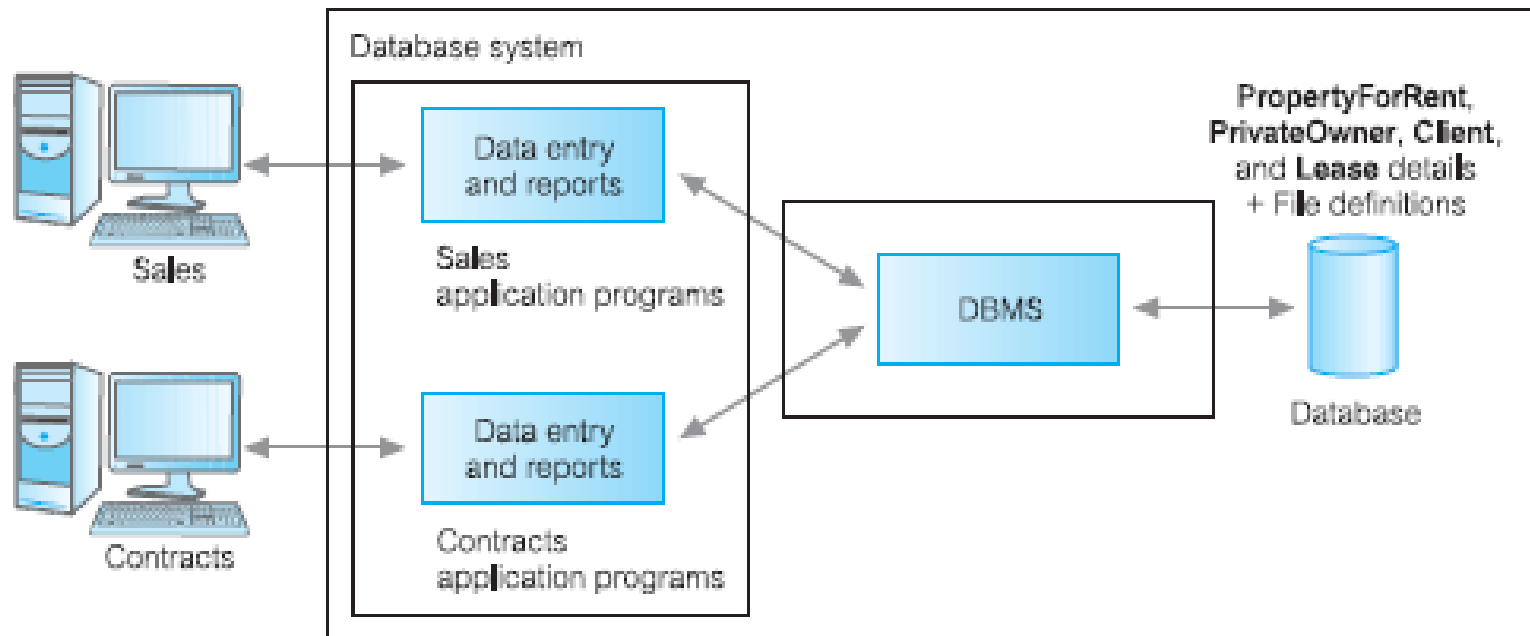 Database system
PropertyForRent,
PrivateOwner, Client,
and Lease details
+ File definitions
Data entry
and reports
Sales
Sales
application programs
DBMS
Data entry
and reports
Database
Contracts
Contracts
application programs